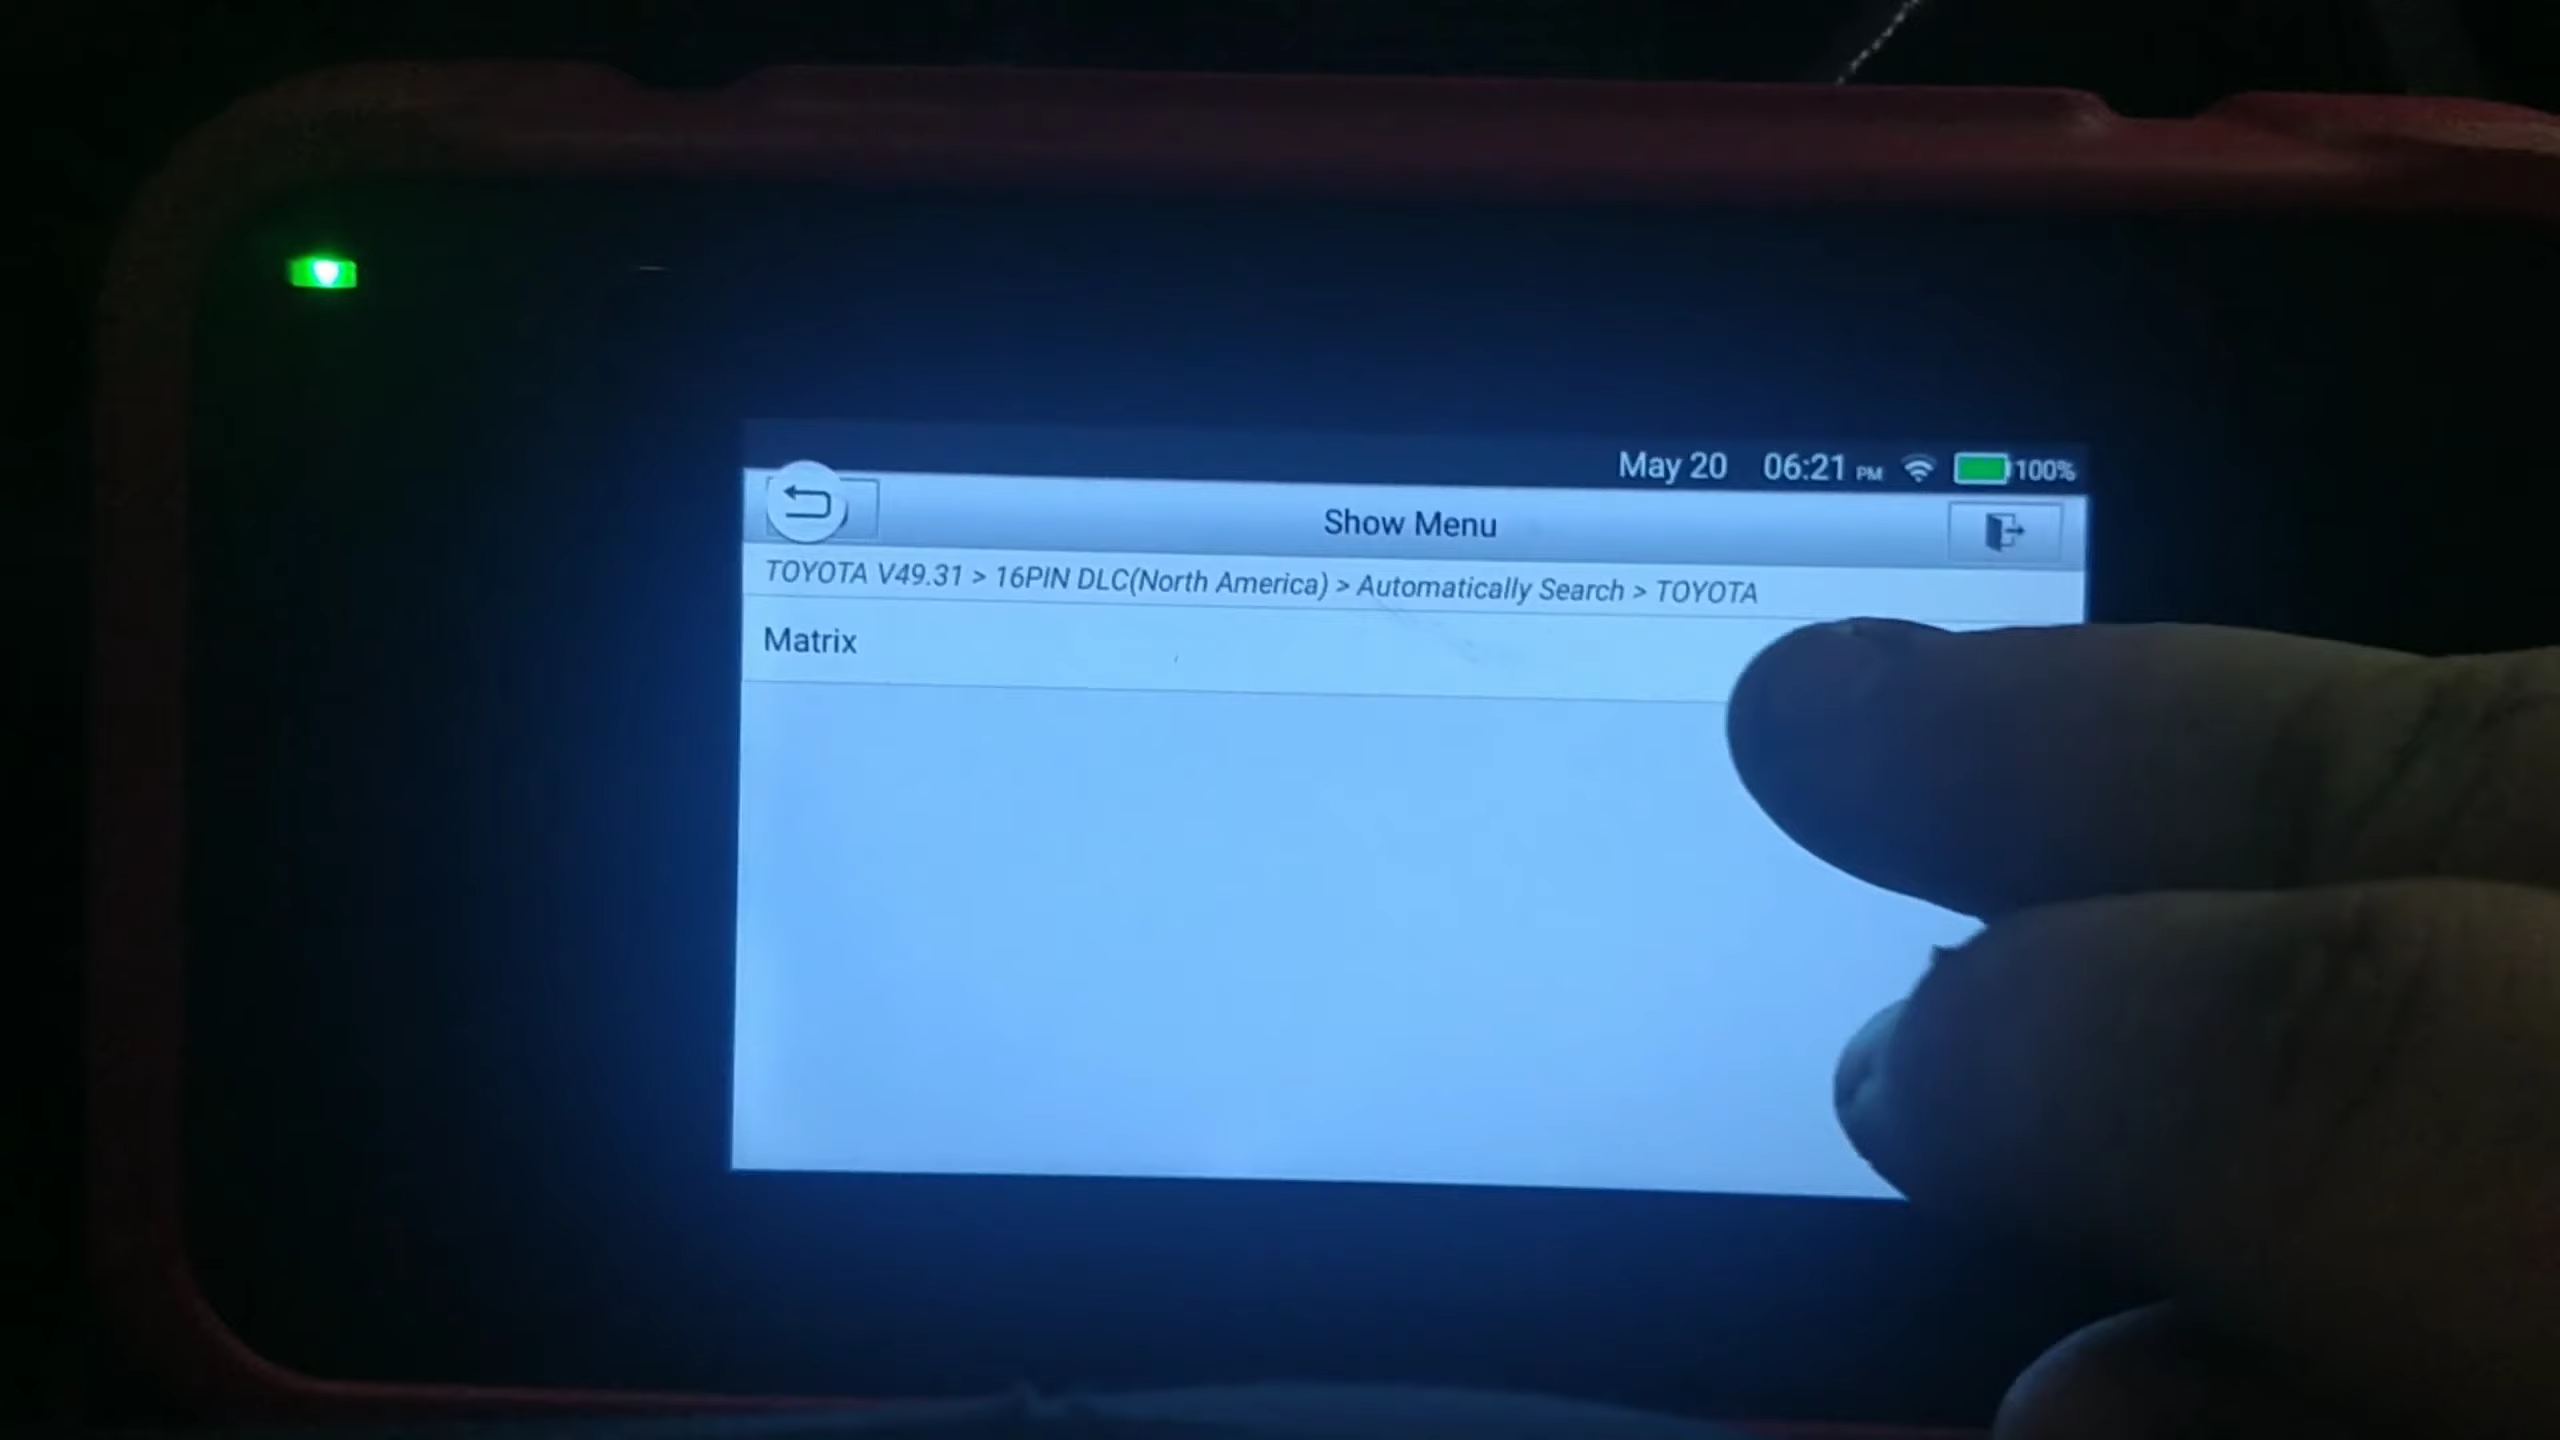 May 20 06:21 PM 100%
Show Menu
TOYOTA V49.31 > 16PIN DLC(North America) > Automatically Search > TOYOTA
Matrix